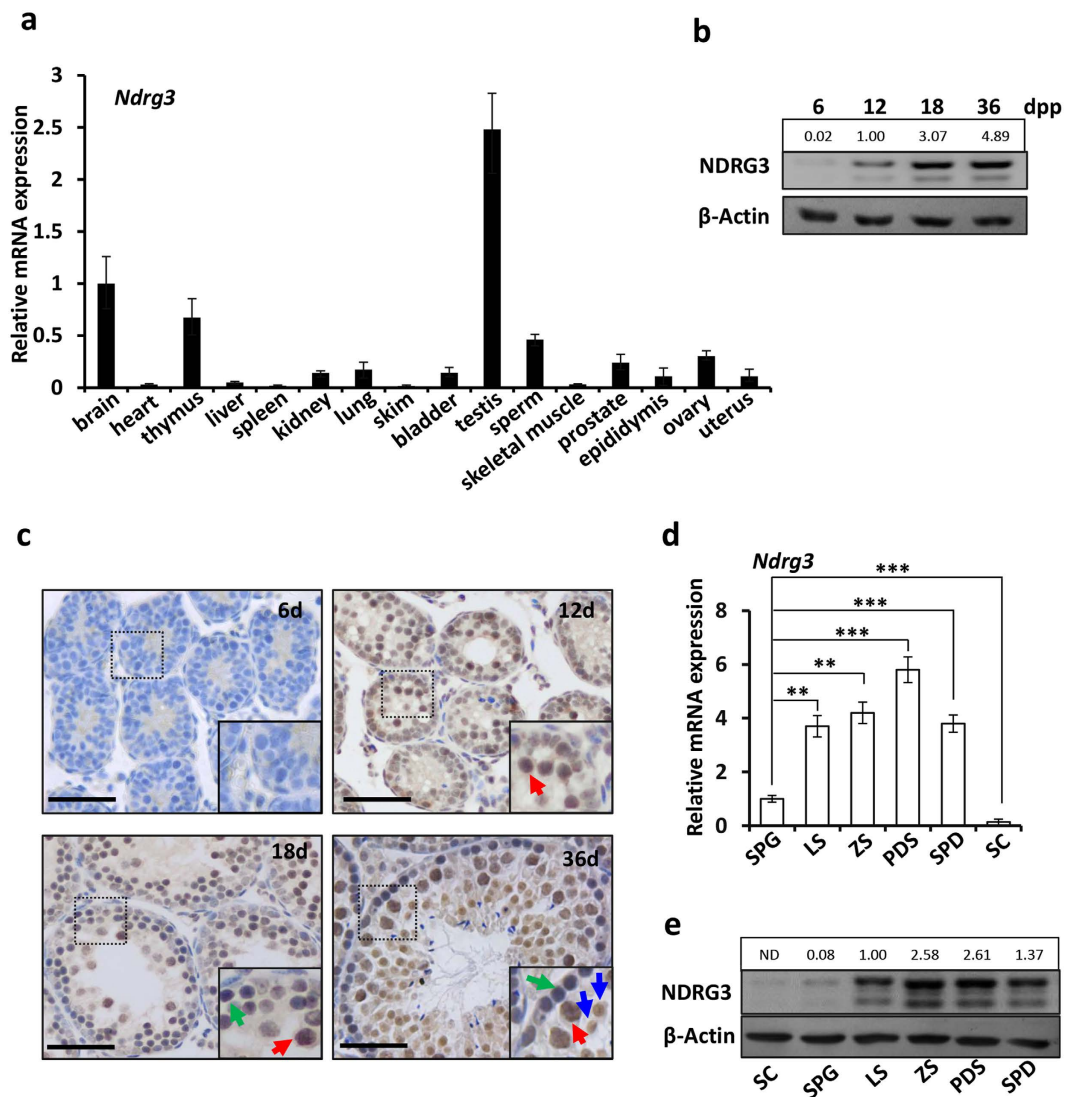 a
Ndrg3
Relative mRNA expression
3
2.5
2
1.5
1
0.5
0
brain
heart
thymus
liver
spleen
kidney
lung
skim
bladder
testis
sperm
skeletal muscle
prostate
epididymis
ovary
uterus
b
6 12 18 36 dpp
0.02 1.00 3.07 4.89
NDRG3
β-Actin
c
6d
12d
18d
36d
d
Ndrg3
Relative mRNA expression
***
***
***
**
**
8
6
4
2
0
SPG
LS
ZS
PDS
SPD
SC
e
ND 0.08 1.00 2.58 2.61 1.37
NDRG3
β-Actin
SC SPG LS ZS PDS SPD